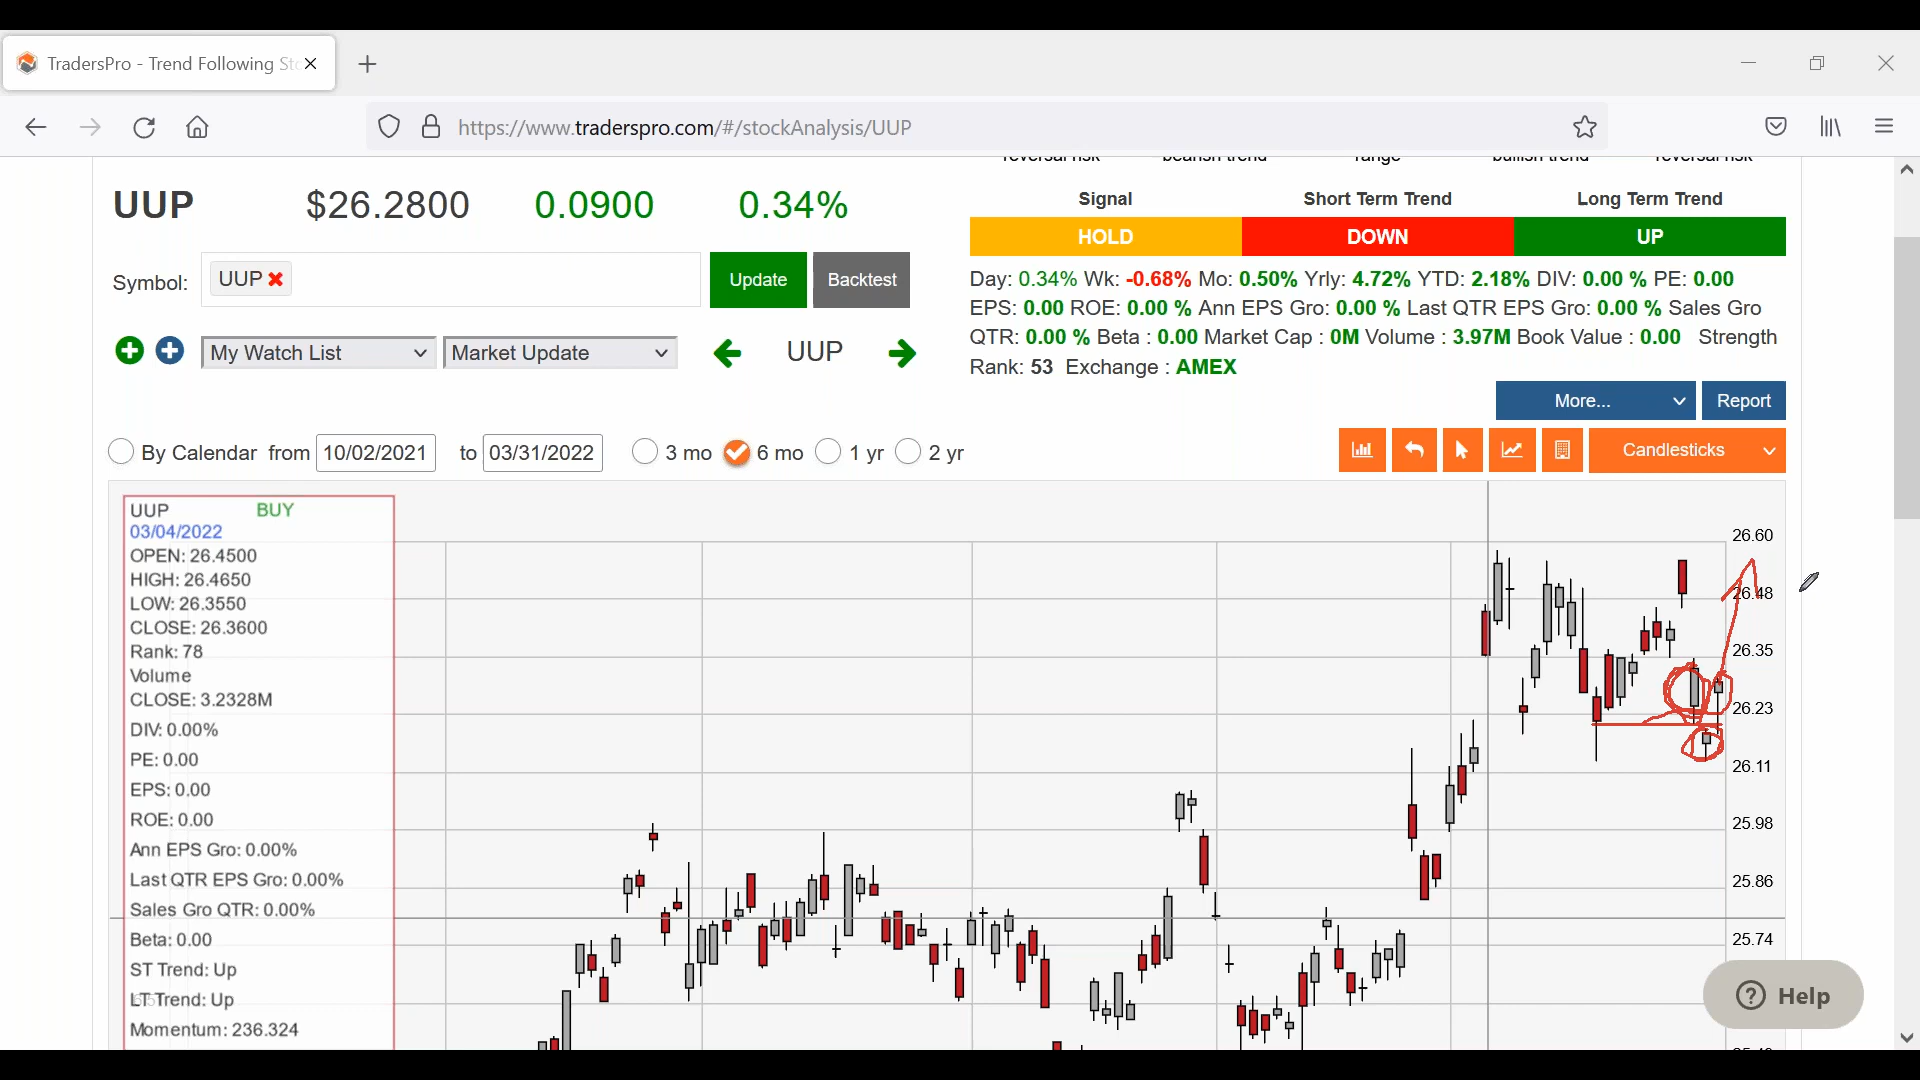 TradersPro - Trend Following St
https://www.traderspro.com/#/stockAnalysis/UUP
reversal risk bearish trend range bullish trend reversal risk
UUP $26.2800 0.0900 0.34%
Signal Short Term Trend Long Term Trend
HOLD DOWN UP
Symbol: UUP Update Backtest
Day: 0.34% Wk: -0.68% Mo: 0.50% Yrly: 4.72% YTD: 2.18% DIV: 0.00 % PE: 0.00
EPS: 0.00 ROE: 0.00 % Ann EPS Gro: 0.00 % Last QTR EPS Gro: 0.00 % Sales Gro
QTR: 0.00 % Beta : 0.00 Market Cap : 0M Volume : 3.97M Book Value : 0.00 Strength
Rank: 53 Exchange : AMEX
My Watch List Market Update UUP
More... Report
By Calendar from 10/02/2021 to 03/31/2022 3 mo 6 mo 1 yr 2 yr
Candlesticks
UUP BUY
03/04/2022
OPEN: 26.4500
HIGH: 26.4650
LOW: 26.3550
CLOSE: 26.3600
Rank: 78
Volume
CLOSE: 3.2328M
DIV: 0.00%
PE: 0.00
EPS: 0.00
ROE: 0.00
Ann EPS Gro: 0.00%
Last QTR EPS Gro: 0.00%
Sales Gro QTR: 0.00%
Beta: 0.00
ST Trend: Up
LT Trend: Up
Momentum: 236.324
26.60
26.48
26.35
26.23
26.11
25.98
25.86
25.74
Help